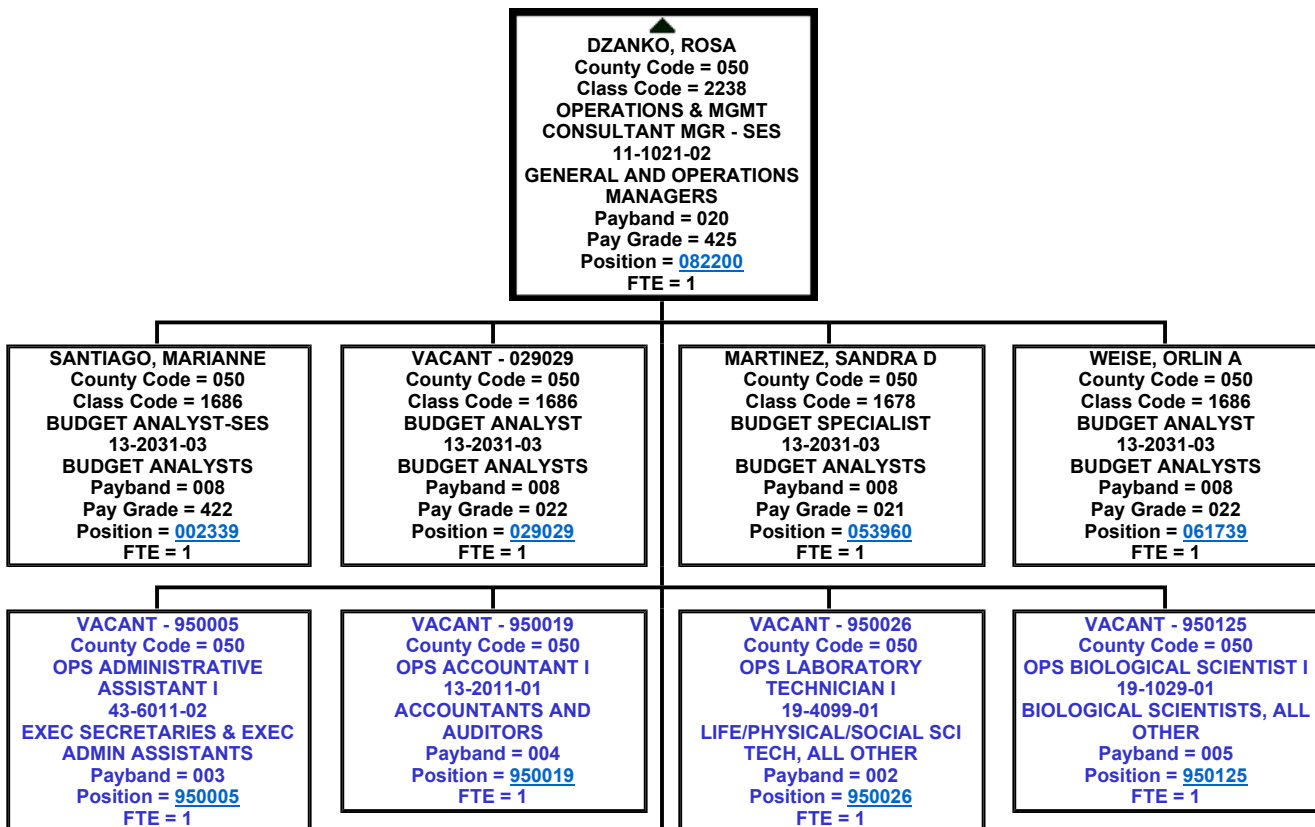 DZANKO, ROSA
County Code = 050
Class Code = 2238
OPERATIONS & MGMT
CONSULTANT MGR - SES
11-1021-02
GENERAL AND OPERATIONS
MANAGERS
Payband = 020
Pay Grade = 425
Position = 082200
FTE = 1
SANTIAGO, MARIANNE
County Code = 050
Class Code = 1686
BUDGET ANALYST-SES
13-2031-03
BUDGET ANALYSTS
Payband = 008
Pay Grade = 422
Position = 002339
FTE = 1
VACANT - 029029
County Code = 050
Class Code = 1686
BUDGET ANALYST
13-2031-03
BUDGET ANALYSTS
Payband = 008
Pay Grade = 022
Position = 029029
FTE = 1
MARTINEZ, SANDRA D
County Code = 050
Class Code = 1678
BUDGET SPECIALIST
13-2031-03
BUDGET ANALYSTS
Payband = 008
Pay Grade = 021
Position = 053960
FTE = 1
WEISE, ORLIN A
County Code = 050
Class Code = 1686
BUDGET ANALYST
13-2031-03
BUDGET ANALYSTS
Payband = 008
Pay Grade = 022
Position = 061739
FTE = 1
VACANT - 950005
County Code = 050
OPS ADMINISTRATIVE
ASSISTANT I
43-6011-02
EXEC SECRETARIES & EXEC
ADMIN ASSISTANTS
Payband = 003
Position = 950005
FTE = 1
VACANT - 950019
County Code = 050
OPS ACCOUNTANT I
13-2011-01
ACCOUNTANTS AND
AUDITORS
Payband = 004
Position = 950019
FTE = 1
VACANT - 950026
County Code = 050
OPS LABORATORY
TECHNICIAN I
19-4099-01
LIFE/PHYSICAL/SOCIAL SCI
TECH, ALL OTHER
Payband = 002
Position = 950026
FTE = 1
VACANT - 950125
County Code = 050
OPS BIOLOGICAL SCIENTIST I
19-1029-01
BIOLOGICAL SCIENTISTS, ALL
OTHER
Payband = 005
Position = 950125
FTE = 1